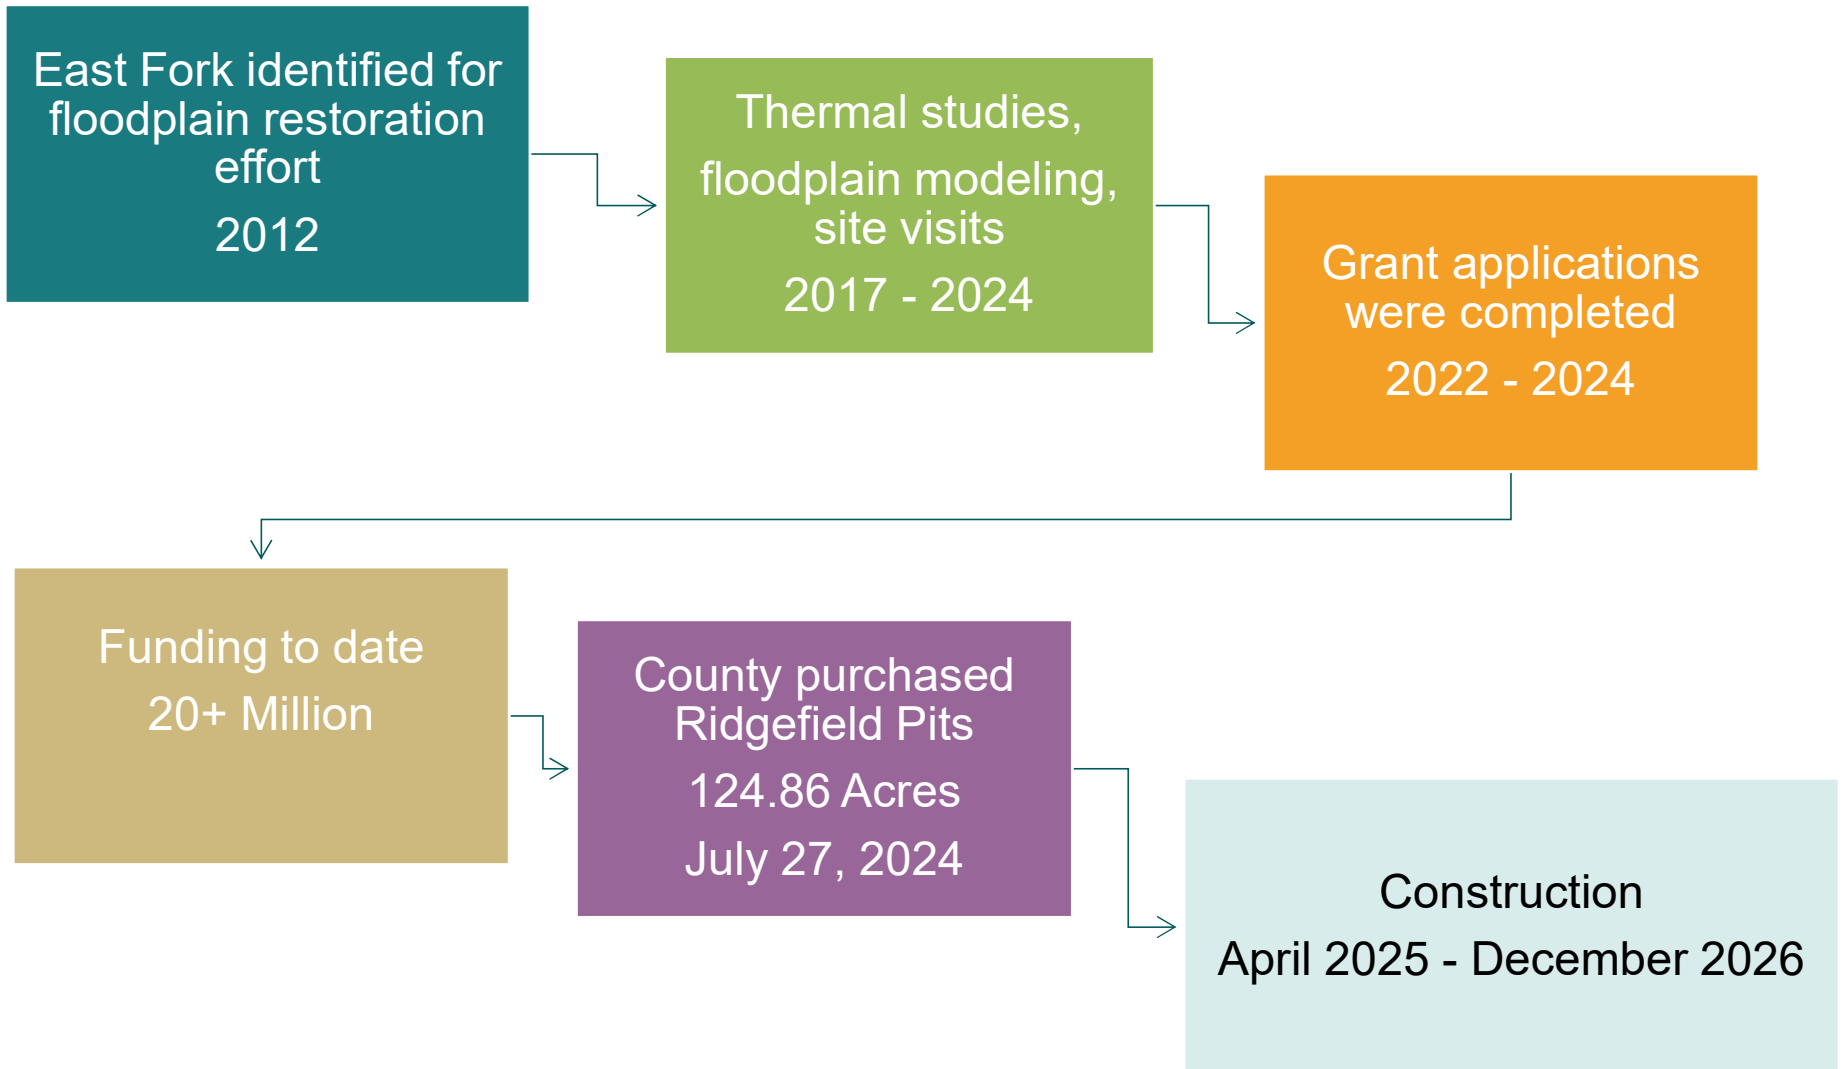 East Fork identified for
floodplain restoration
effort
2012
Thermal studies,
floodplain modeling,
site visits
2017 - 2024
Grant applications
were completed
2022 - 2024
Funding to date
20+ Million
County purchased
Ridgefield Pits
124.86 Acres
July 27, 2024
Construction
April 2025 - December 2026